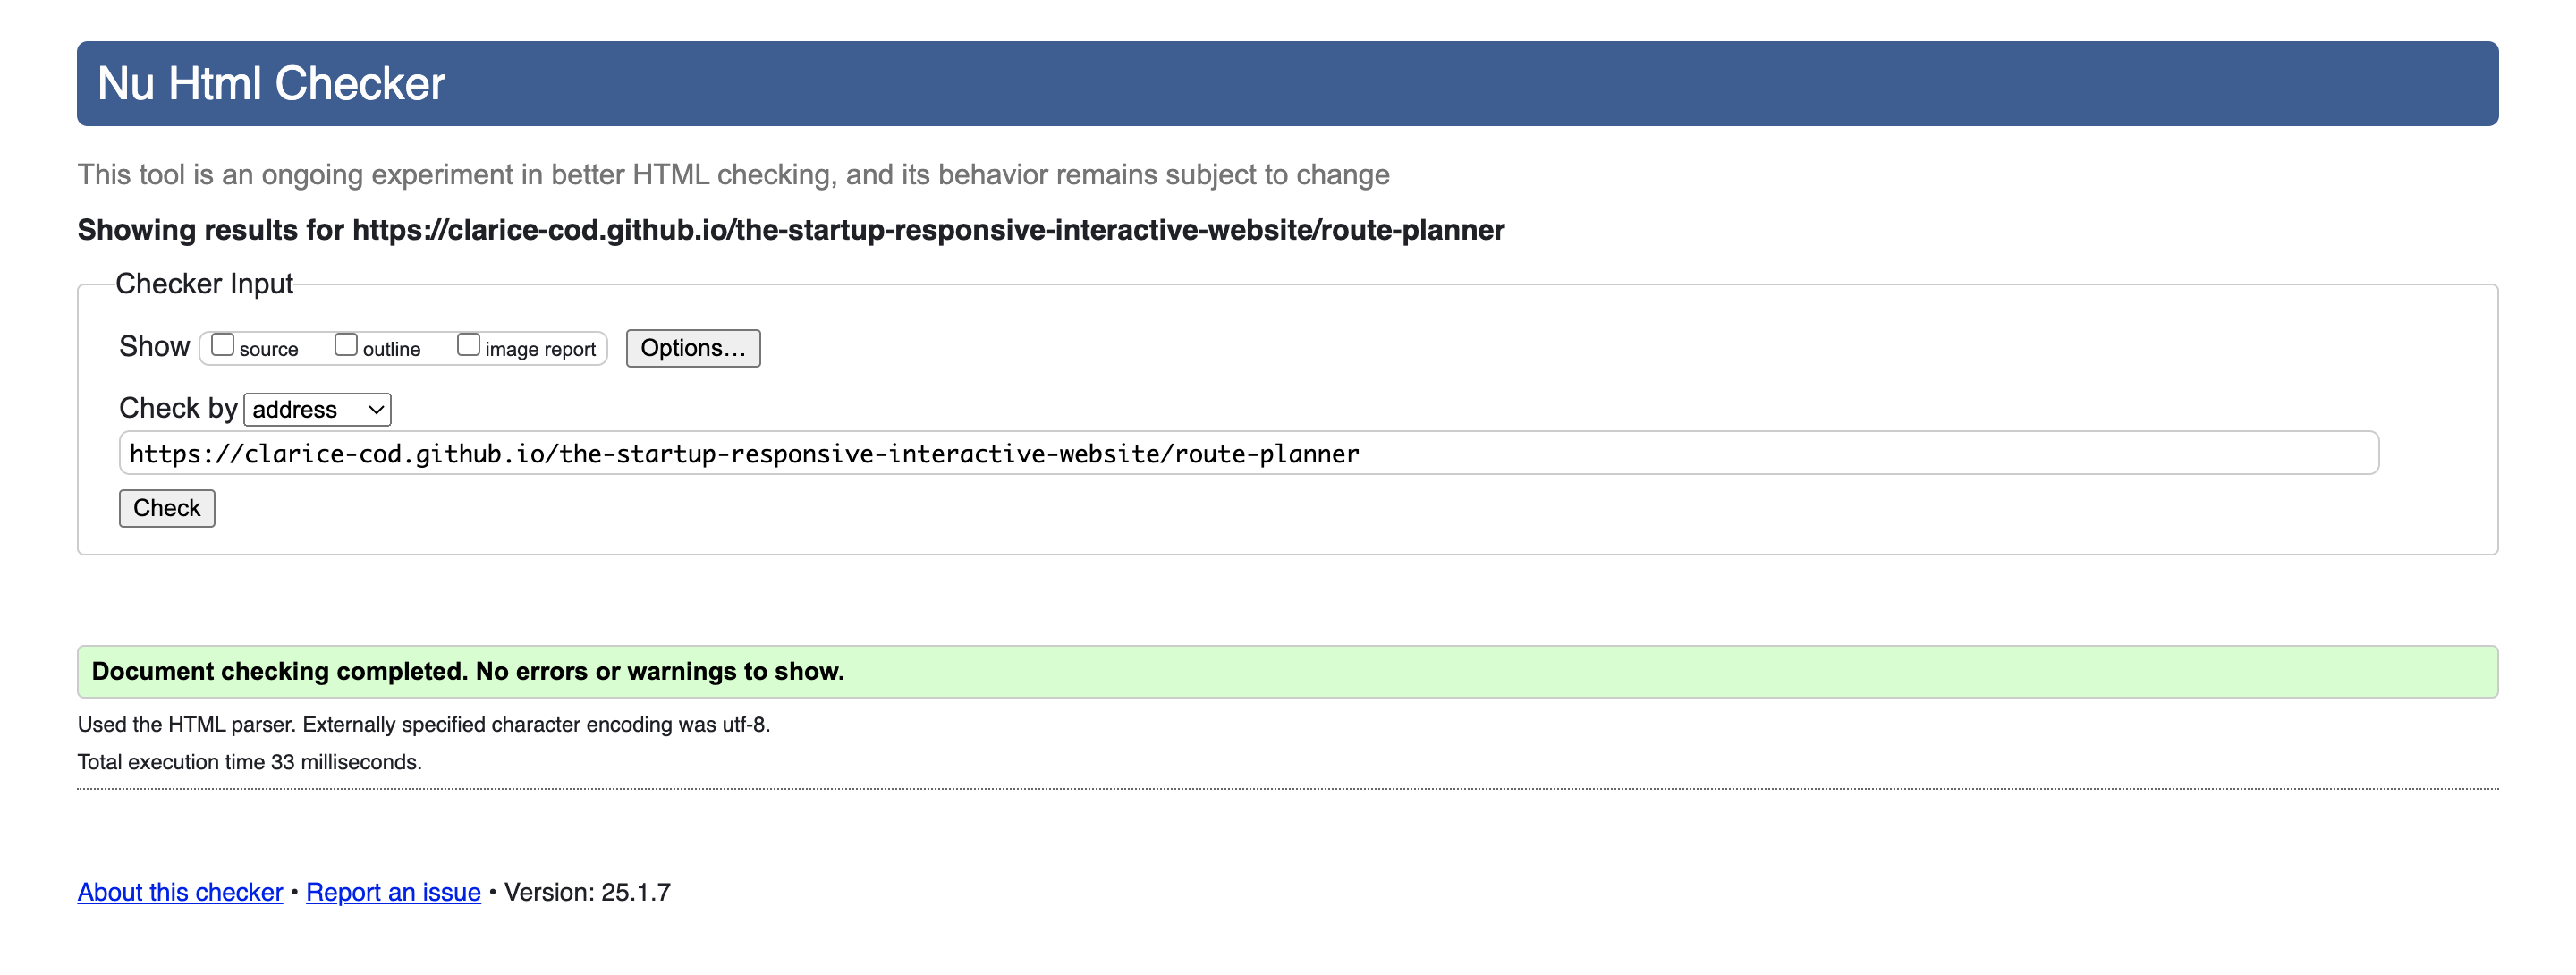 Nu Html Checker
This tool is an ongoing experiment in better HTML checking, and its behavior remains subject to change
Showing results for https://clarice-cod.github.io/the-startup-responsive-interactive-website/route-planner
Checker Input
Show source outline image report Options...
Check by address
https://clarice-cod.github.io/the-startup-responsive-interactive-website/route-planner
Check
Document checking completed. No errors or warnings to show.
Used the HTML parser. Externally specified character encoding was utf-8.
Total execution time 33 milliseconds.
About this checker • Report an issue • Version: 25.1.7